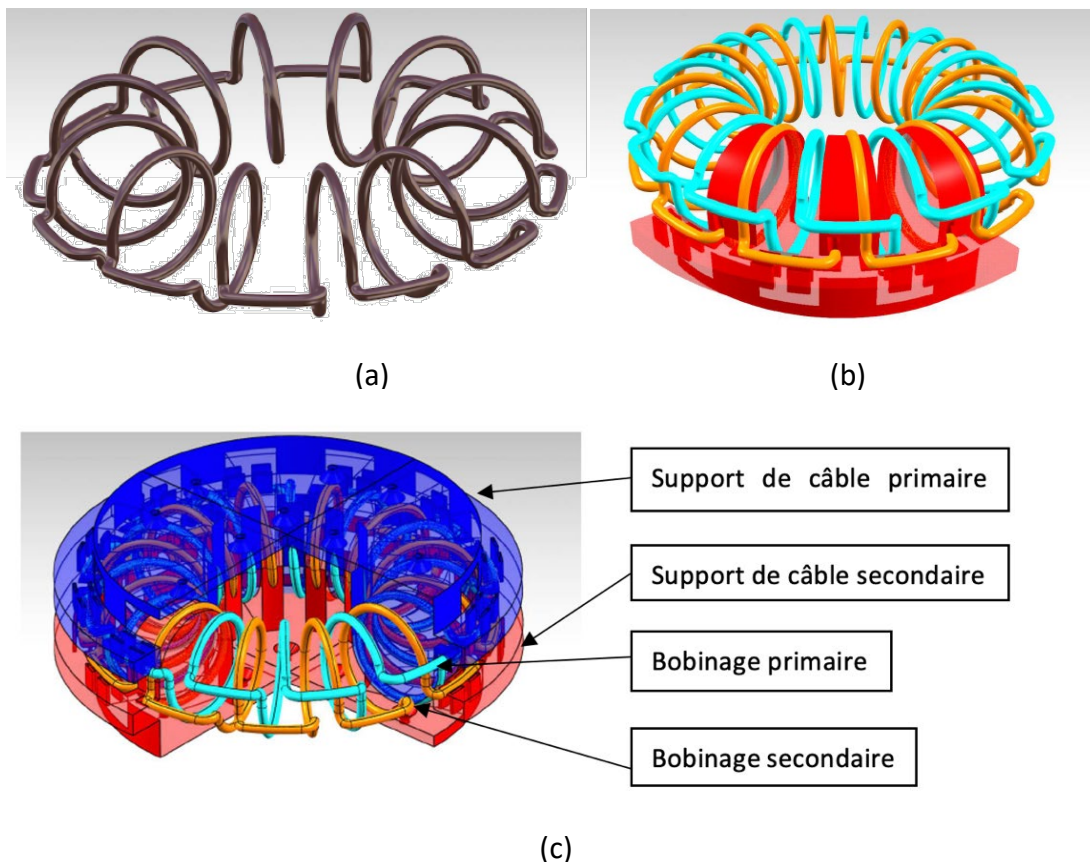 (a)
(b)
Support de câble primaire
Support de câble secondaire
Bobinage primaire
Bobinage secondaire
(c)